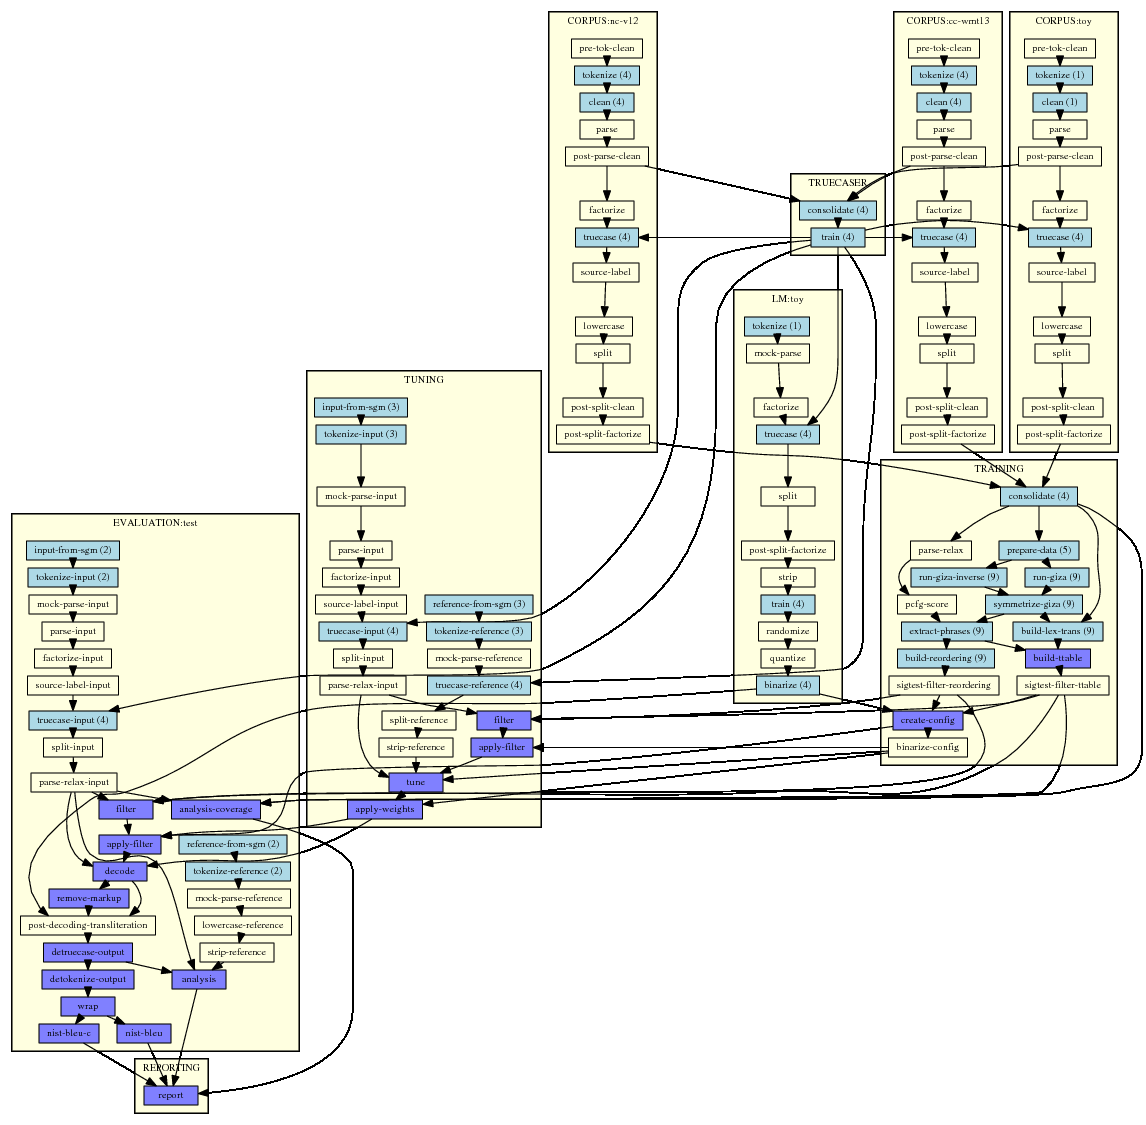 CORPUS:nc-v12
pre-tok-clean
tokenize (4)
clean (4)
parse
post-parse-clean
factorize
truecase (4)
source-label
lowercase
split
post-split-clean
post-split-factorize
CORPUS:cc-wmt13
pre-tok-clean
tokenize (4)
clean (4)
parse
post-parse-clean
factorize
truecase (4)
source-label
lowercase
split
post-split-clean
post-split-factorize
CORPUS:toy
pre-tok-clean
tokenize (1)
clean (1)
parse
post-parse-clean
factorize
truecase (4)
source-label
lowercase
split
post-split-clean
post-split-factorize
TRUECASER
consolidate (4)
train (4)
LM:toy
tokenize (1)
mock-parse
factorize
truecase (4)
split
post-split-factorize
strip
train (4)
randomize
quantize
binarize (4)
TUNING
input-from-sgm (3)
tokenize-input (3)
mock-parse-input
parse-input
factorize-input
source-label-input
truecase-input (4)
split-input
parse-relax-input
reference-from-sgm (3)
tokenize-reference (3)
mock-parse-reference
truecase-reference (4)
split-reference
strip-reference
filter
apply-filter
tune
apply-weights
TRAINING
consolidate (4)
parse-relax
prepare-data (5)
run-giza-inverse (9)
run-giza (9)
pcfg-score
symmetrize-giza (9)
extract-phrases (9)
build-lex-trans (9)
build-reordering (9)
build-ttable
sigtest-filter-reordering
sigtest-filter-ttable
create-config
binarize-config
EVALUATION:test
input-from-sgm (2)
tokenize-input (2)
mock-parse-input
parse-input
factorize-input
source-label-input
truecase-input (4)
split-input
parse-relax-input
filter
analysis-coverage
apply-filter
reference-from-sgm (2)
decode
tokenize-reference (2)
remove-markup
mock-parse-reference
post-decoding-transliteration
lowercase-reference
detruecase-output
strip-reference
detokenize-output
analysis
wrap
nist-bleu-c
nist-bleu
REPORTING
report